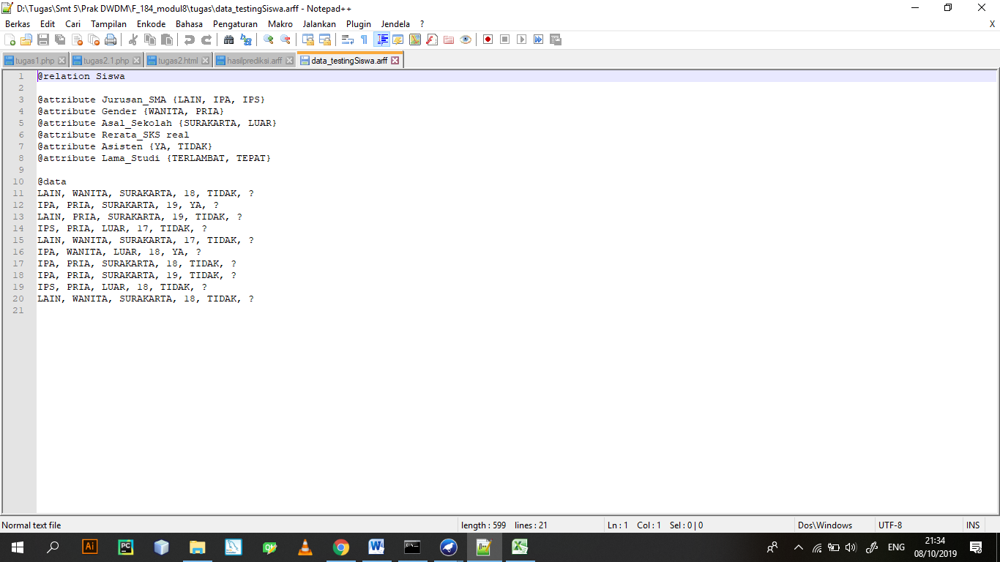 D:\Tugas\Smt 5\Prak DWDM\F_184_modul8\tugas\data_testingSiswa.arff - Notepad++
Berkas Edit Cari Tampilan Enkode Bahasa Pengaturan Makro Jalankan Plugin Jendela ? X
tugas1.php tugas2.1.php tugas2.html hasilprediksi.arff data_testingSiswa.arff
1 @relation Siswa
2
3 @attribute Jurusan_SMA {LAIN, IPA, IPS}
4 @attribute Gender {WANITA, PRIA}
5 @attribute Asal_Sekolah {SURAKARTA, LUAR}
6 @attribute Rerata_SKS real
7 @attribute Asisten {YA, TIDAK}
8 @attribute Lama_Studi {TERLAMBAT, TEPAT}
9
10 @data
11 LAIN, WANITA, SURAKARTA, 18, TIDAK, ?
12 IPA, PRIA, SURAKARTA, 19, YA, ?
13 LAIN, PRIA, SURAKARTA, 19, TIDAK, ?
14 IPS, PRIA, LUAR, 17, TIDAK, ?
15 LAIN, WANITA, SURAKARTA, 17, TIDAK, ?
16 IPA, WANITA, LUAR, 18, YA, ?
17 IPA, PRIA, SURAKARTA, 18, TIDAK, ?
18 IPA, PRIA, SURAKARTA, 19, TIDAK, ?
19 IPS, PRIA, LUAR, 18, TIDAK, ?
20 LAIN, WANITA, SURAKARTA, 18, TIDAK, ?
21
Normal text file length : 599 lines : 21 Ln : 1 Col : 1 Sel : 0 | 0 Dos\Windows UTF-8 INS
Ai PC ENG 21:34
08/10/2019